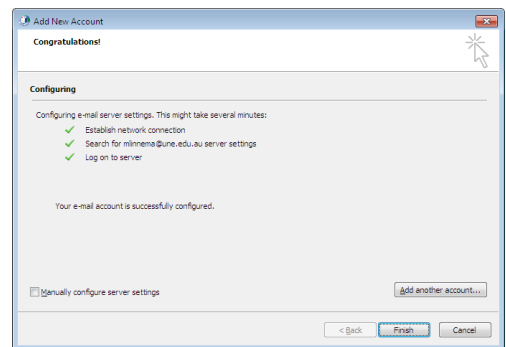 Add New Account
Congratulations!
Configuring
Configuring e-mail server settings. This might take several minutes:
Establish network connection
Search for mlinnema@une.edu.au server settings
Log on to server
Your e-mail account is successfully configured.
Manually configure server settings
Add another account...
< Back
Finish
Cancel